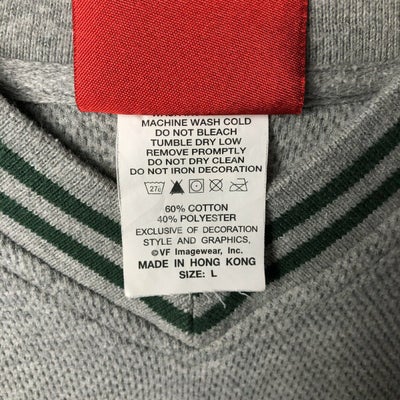 MACHINE WASH COLD
DO NOT BLEACH
TUMBLE DRY LOW
REMOVE PROMPTLY
DO NOT DRY CLEAN
DO NOT IRON DECORATION
60% COTTON
40% POLYESTER
EXCLUSIVE OF DECORATION
STYLE AND GRAPHICS.
©VF Imagewear, Inc.
MADE IN HONG KONG
SIZE: L